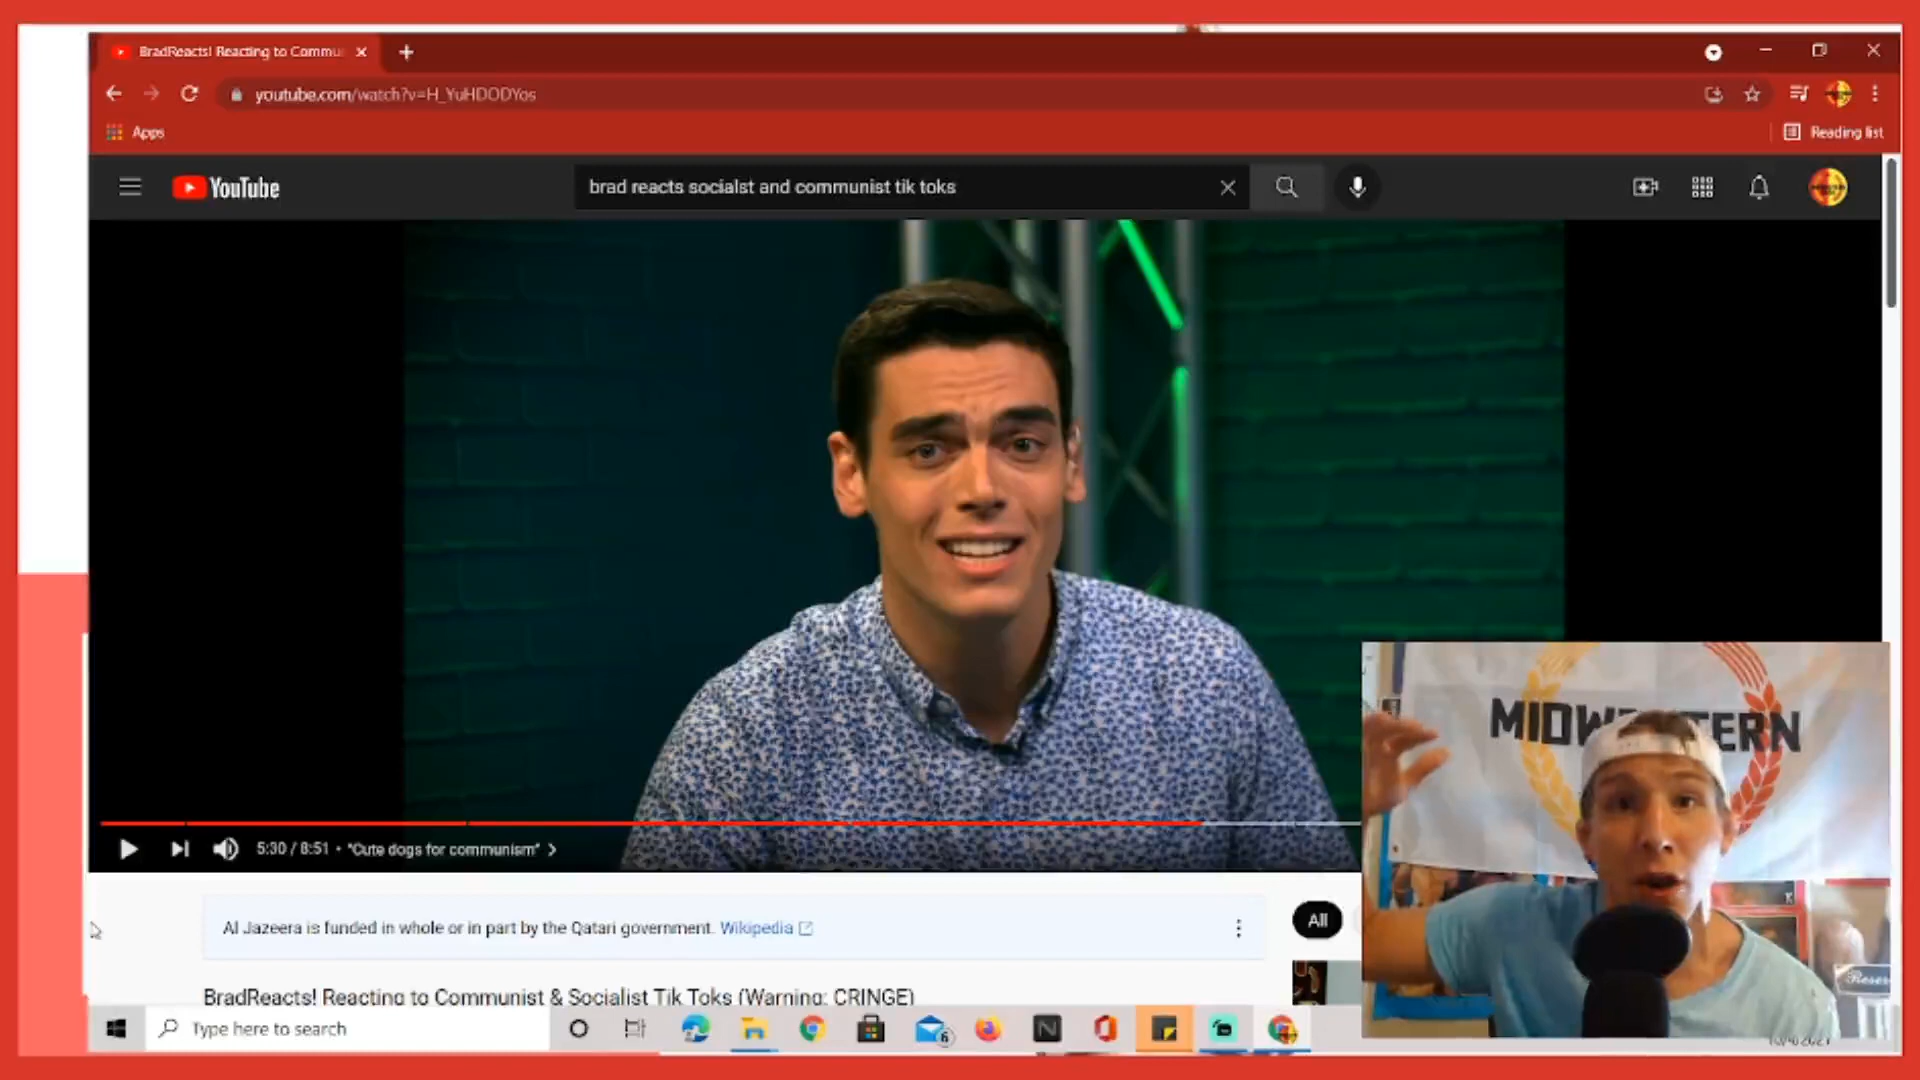 BradReacts! Reacting to Commu
youtube.com/watch?v=H_YuHDODYos
Apps
Reading list
YouTube
brad reacts socialst and communist tik toks
MIDW TERN
5:30 / 8:51 • "Cute dogs for communism" >
Al Jazeera is funded in whole or in part by the Qatari government. Wikipedia
All
BradReacts! Reacting to Communist & Socialist Tik Toks (Warning: CRINGE)
Type here to search
6